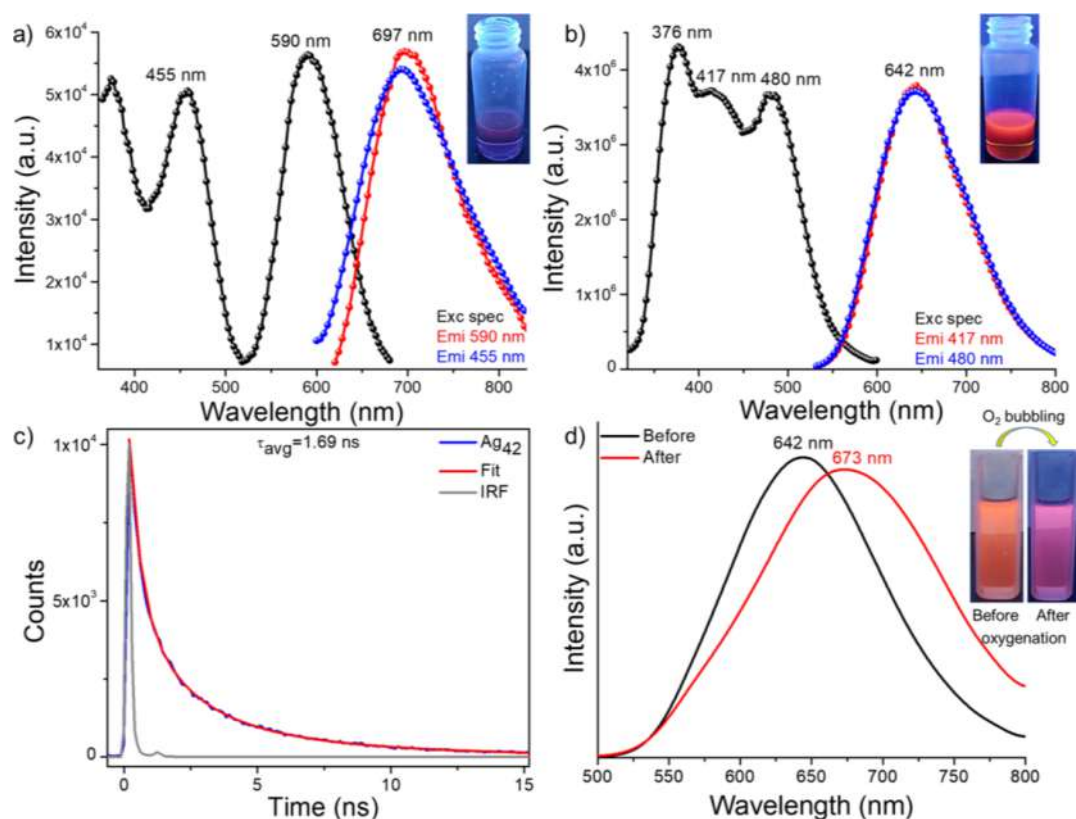 a)
455 nm
590 nm
697 nm
6x10⁴
5x10⁴
4x10⁴
3x10⁴
2x10⁴
1x10⁴
Intensity (a.u.)
Exc spec
Emi 590 nm
Emi 455 nm
400 500 600 700 800
Wavelength (nm)
b)
376 nm
417 nm
480 nm
642 nm
4x10⁶
3x10⁶
2x10⁶
1x10⁶
0
Intensity (a.u.)
Exc spec
Emi 417 nm
Emi 480 nm
400 500 600 700 800
Wavelength (nm)
c)
τavg=1.69 ns
Ag42
Fit
IRF
1x10⁴
5x10³
0
Counts
0 5 10 15
Time (ns)
d)
Before
After
642 nm
673 nm
O₂ bubbling
Before After
oxygenation
Intensity (a.u.)
500 550 600 650 700 750 800
Wavelength (nm)